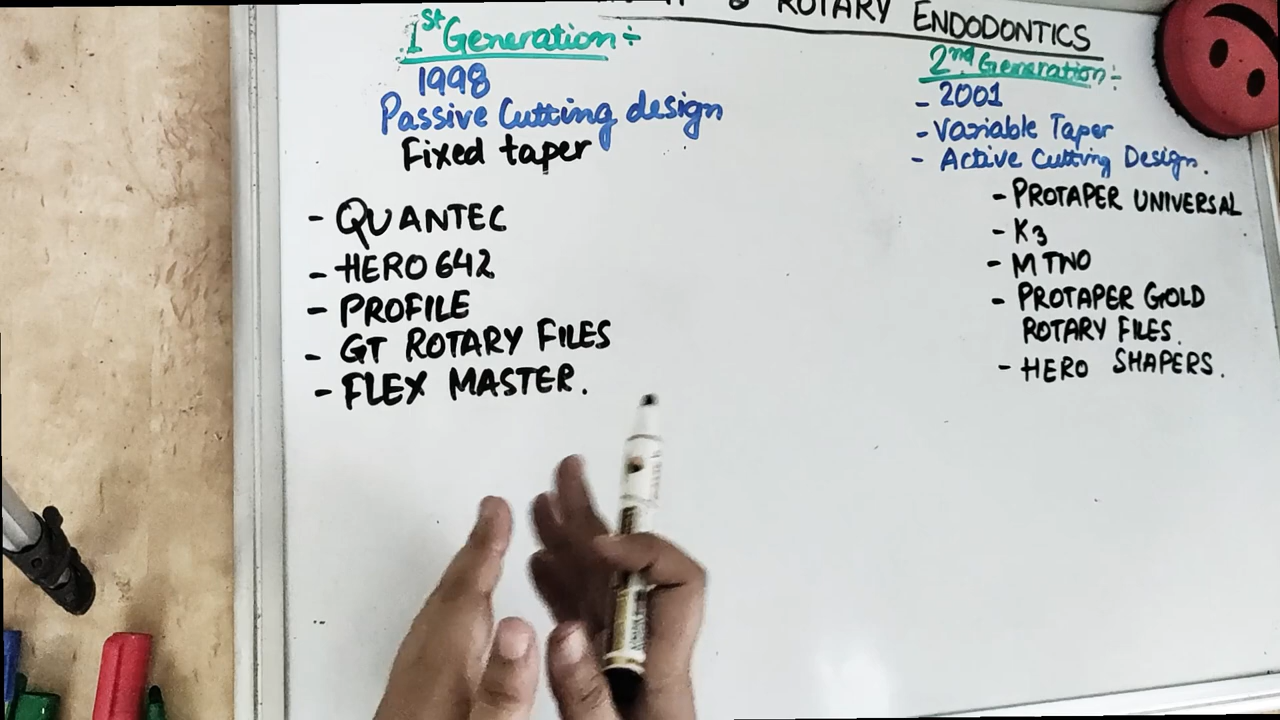 ROTARY ENDODONTICS
1st Generation:-
1998
Passive Cutting design
Fixed taper
- QUANTEC
- HERO 642
- PROFILE
- GT ROTARY FILES
- FLEX MASTER.
2nd Generation:-
- 2001
- Variable Taper
- Active Cutting Design.
- PROTAPER UNIVERSAL
- K3
- MTWO
- PROTAPER GOLD
ROTARY FILES.
- HERO SHAPERS.